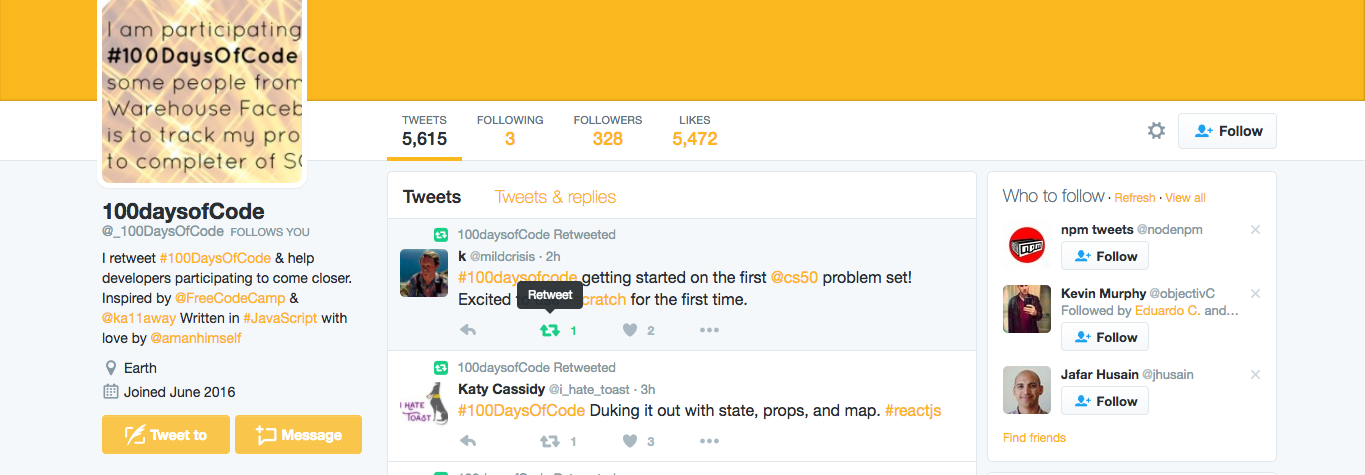 I am participating
#100DaysOfCode
some people from
Warehouse Faceb
is to track my pro
to completer of S
TWEETS
5,615
FOLLOWING
3
FOLLOWERS
328
LIKES
5,472
Follow
100daysofCode
@_100DaysOfCode FOLLOWS YOU
I retweet #100DaysOfCode & help
developers participating to come closer.
Inspired by @FreeCodeCamp &
@ka11away Written in #JavaScript with
love by @amanhimself
Earth
Joined June 2016
Tweet to
Message
Tweets
Tweets & replies
100daysofCode Retweeted
k @mildcrisis · 2h
#100daysofcode getting started on the first @cs50 problem set!
Excited t cratch for the first time.
Retweet
1
2
100daysofCode Retweeted
Katy Cassidy @i_hate_toast · 3h
I HATE
TOAST
#100DaysOfCode Duking it out with state, props, and map. #reactjs
1
3
100daysofCode Retweeted
Who to follow · Refresh · View all
npm
npm tweets @nodenpm
Follow
Kevin Murphy @objectivC
Followed by Eduardo C. and…
Follow
Jafar Husain @jhusain
Follow
Find friends